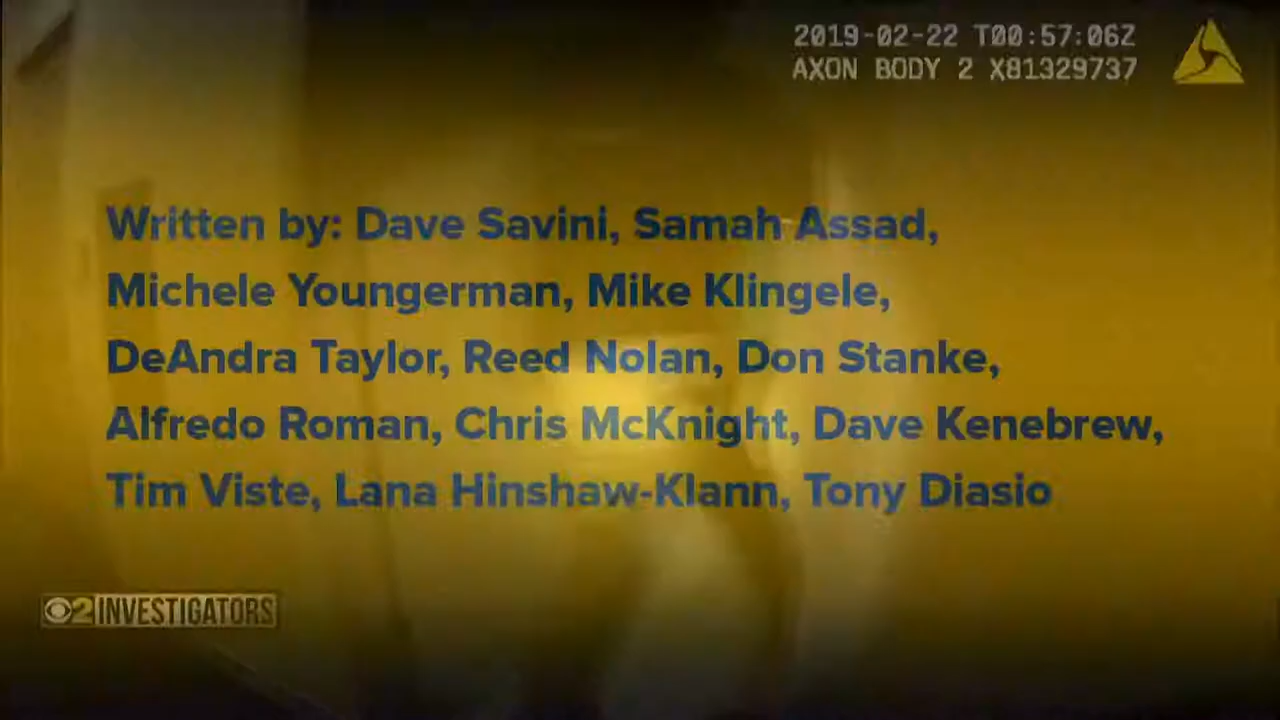 2019-02-22 T00:57:06Z
AXON BODY 2 X81329737
Written by: Dave Savini, Samah Assad,
Michele Youngerman, Mike Klingele,
DeAndra Taylor, Reed Nolan, Don Stanke,
Alfredo Roman, Chris McKnight, Dave Kenebrew,
Tim Viste, Lana Hinshaw-Klann, Tony Diasio
2 INVESTIGATORS